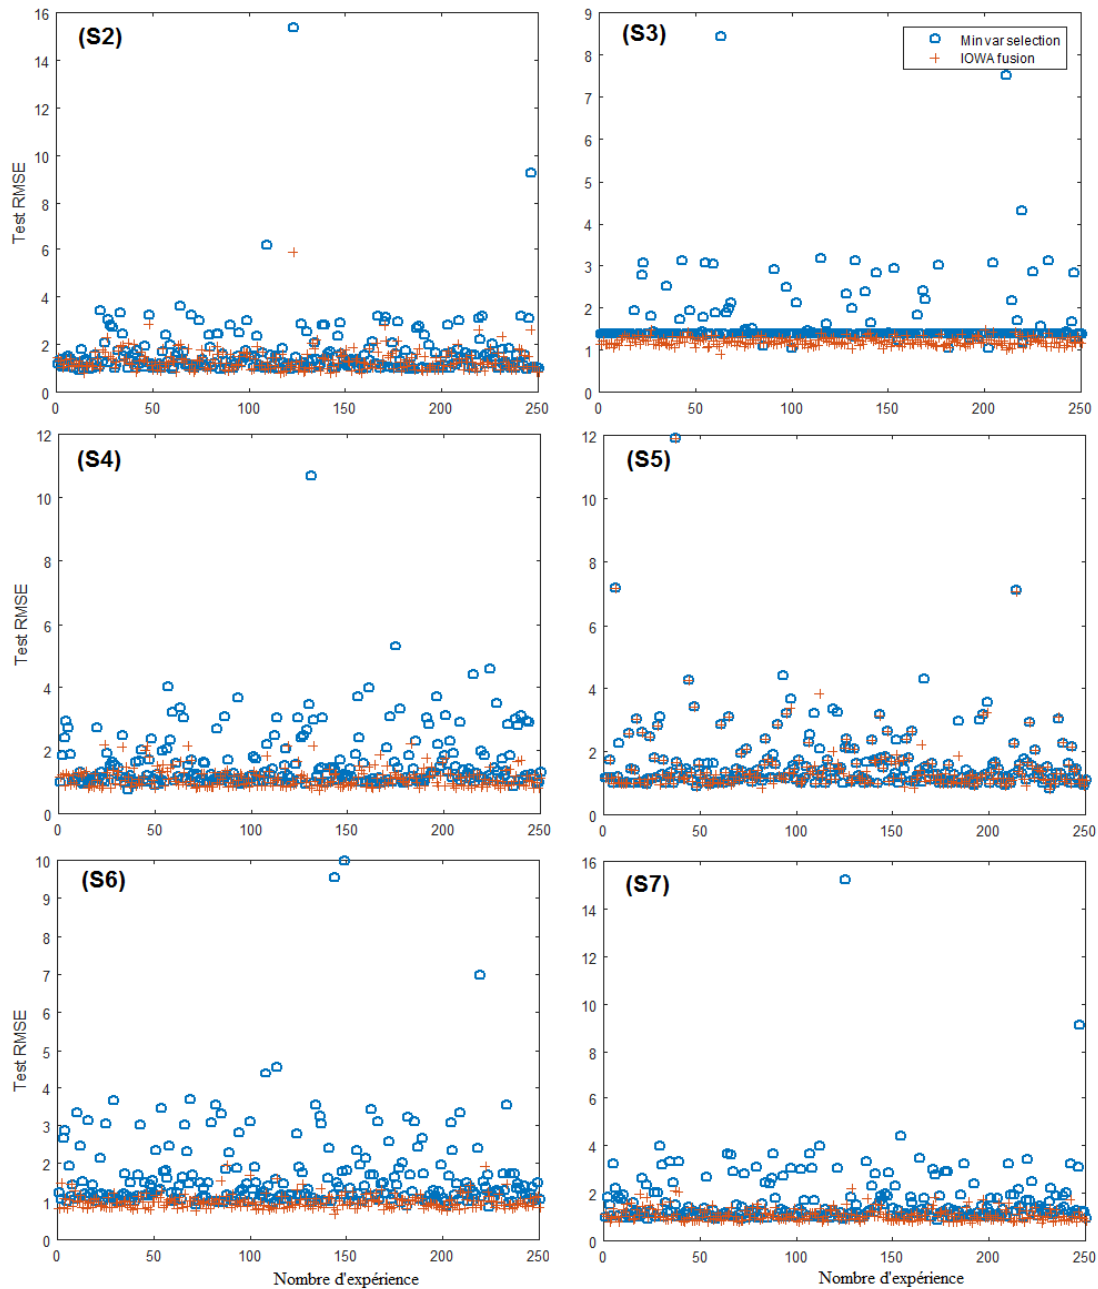 (S2)
Test RMSE
16
14
12
10
8
6
4
2
0
0 50 100 150 200 250
(S3)
Min var selection
IOWA fusion
9
8
7
6
5
4
3
2
1
0
0 50 100 150 200 250
(S4)
Test RMSE
12
10
8
6
4
2
0
0 50 100 150 200 250
(S5)
12
10
8
6
4
2
0
0 50 100 150 200 250
(S6)
Test RMSE
10
9
8
7
6
5
4
3
2
1
0
0 50 100 150 200 250
Nombre d'expérience
(S7)
16
14
12
10
8
6
4
2
0
0 50 100 150 200 250
Nombre d'expérience